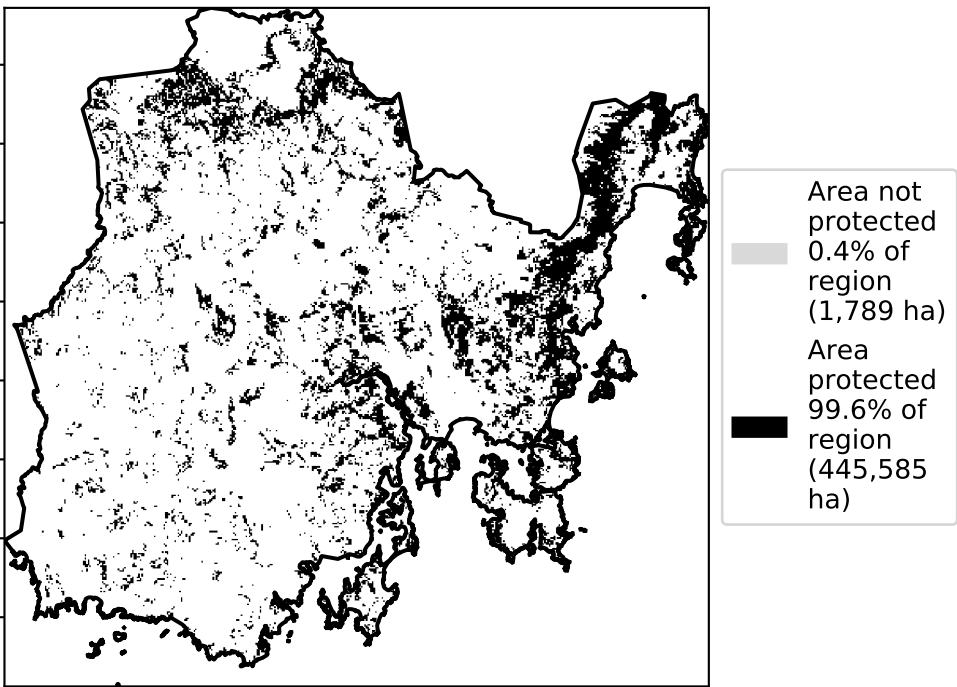 Area not
protected
0.4% of
region
(1,789 ha)
Area
protected
99.6% of
region
(445,585
ha)